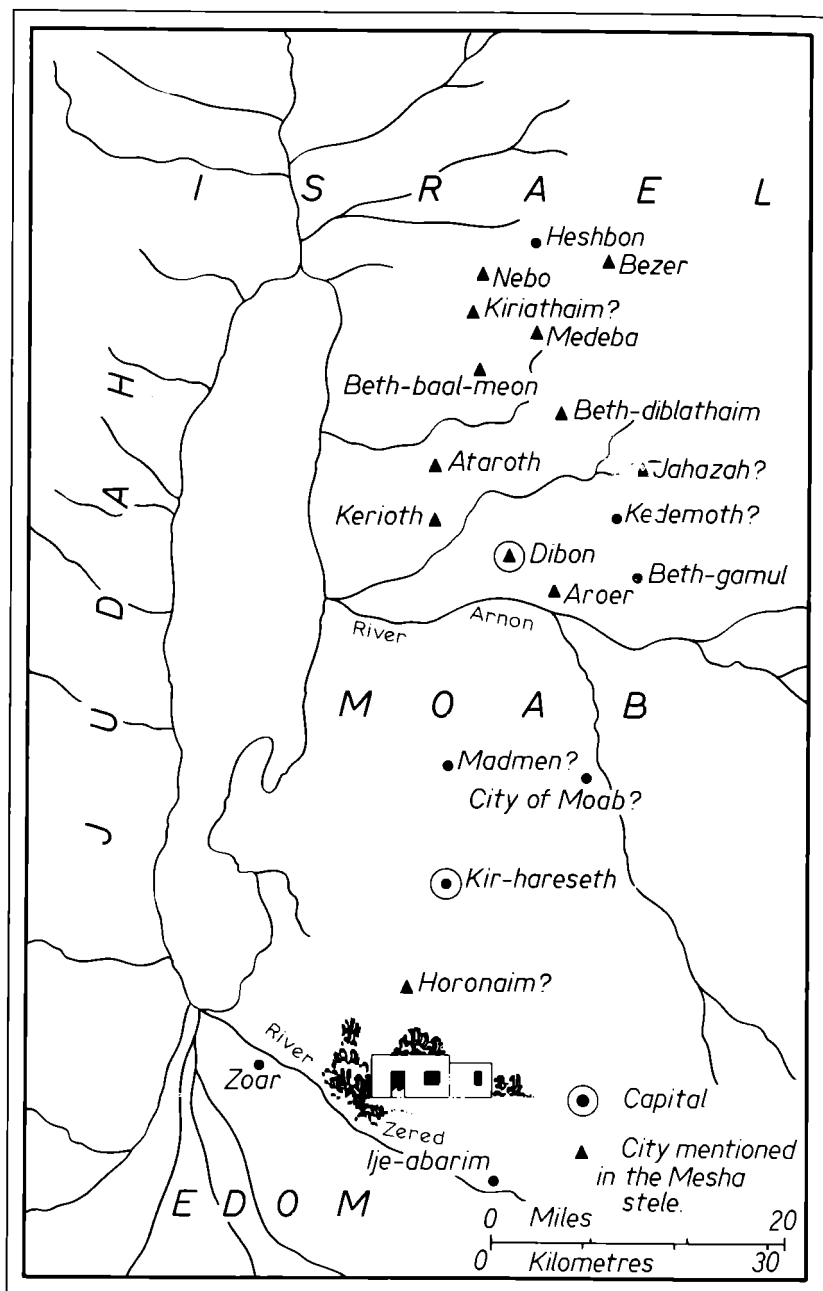 I S R A E L
Heshbon
Bezer
Nebo
Kiriathaim?
Medeba
Beth-baal-meon
Beth-diblathaim
Ataroth
Jahazah?
Kerioth
Kedemoth?
Dibon
Beth-gamul
Aroer
River Arnon
J U D A H
M O A B
Madmen?
City of Moab?
Kir-hareseth
Horonaim?
River Zered
Zoar
Ije-abarim
E D O M
Capital
City mentioned
in the Mesha
stele.
0 Miles 20
0 Kilometres 30